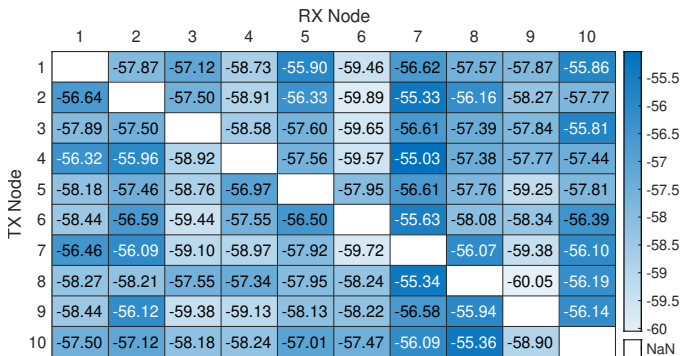 RX Node
1 2 3 4 5 6 7 8 9 10
1 -57.87 -57.12 -58.73 -55.90 -59.46 -56.62 -57.57 -57.87 -55.86
2 -56.64 -57.50 -58.91 -56.33 -59.89 -55.33 -56.16 -58.27 -57.77
3 -57.89 -57.50 -58.58 -57.60 -59.65 -56.61 -57.39 -57.84 -55.81
4 -56.32 -55.96 -58.92 -57.56 -59.57 -55.03 -57.38 -57.77 -57.44
5 -58.18 -57.46 -58.76 -56.97 -57.95 -56.61 -57.76 -59.25 -57.81
6 -58.44 -56.59 -59.44 -57.55 -56.50 -55.63 -58.08 -58.34 -56.39
7 -56.46 -56.09 -59.10 -58.97 -57.92 -59.72 -56.07 -59.38 -56.10
8 -58.27 -58.21 -57.55 -57.34 -57.95 -58.24 -55.34 -60.05 -56.19
9 -58.44 -56.12 -59.38 -59.13 -58.13 -58.22 -56.58 -55.94 -56.14
10 -57.50 -57.12 -58.18 -58.24 -57.01 -57.47 -56.09 -55.36 -58.90
TX Node
-55.5
-56
-56.5
-57
-57.5
-58
-58.5
-59
-59.5
-60
NaN